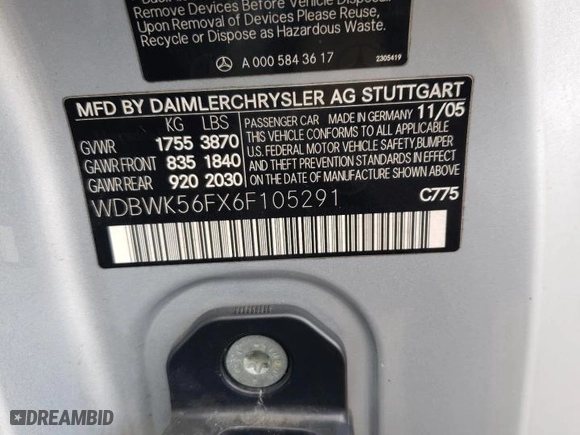 Remove Devices Before Vehicle Disposal
Upon Removal of Devices Please Reuse,
Recycle or Dispose as Hazardous Waste.
A 000 584 36 17
2305419
MFD BY DAIMLERCHRYSLER AG STUTTGART
KG LBS
GVWR 1755 3870
GAWR FRONT 835 1840
GAWR REAR 920 2030
PASSENGER CAR MADE IN GERMANY 11/05
THIS VEHICLE CONFORMS TO ALL APPLICABLE
U.S. FEDERAL MOTOR VEHICLE SAFETY, BUMPER
AND THEFT PREVENTION STANDARDS IN EFFECT
ON THE DATE OF MANUFACTURE SHOWN ABOVE
WDBWK56FX6F105291
C775
DREAMBID